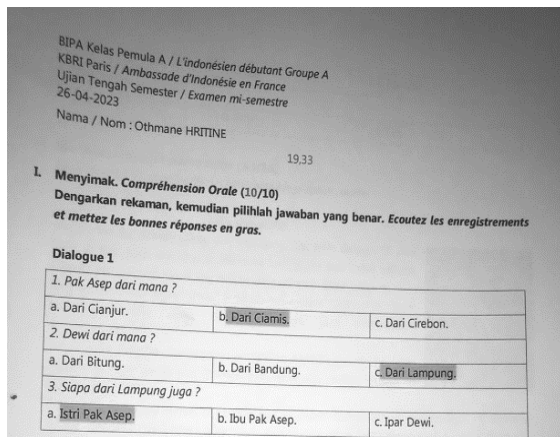 BIPA Kelas Pemula A / L'indonésien débutant Groupe A
KBRI Paris / Ambassade d'Indonésie en France
Ujian Tengah Semester / Examen mi-semestre
26-04-2023
Nama / Nom : Othmane HRITINE
19,33
I. Menyimak. Compréhension Orale (10/10)
Dengarkan rekaman, kemudian pilihlah jawaban yang benar. Ecoutez les enregistrements
et mettez les bonnes réponses en gras.
Dialogue 1
1. Pak Asep dari mana ?
a. Dari Cianjur. b. Dari Ciamis. c. Dari Cirebon.
2. Dewi dari mana ?
a. Dari Bitung. b. Dari Bandung. c. Dari Lampung.
3. Siapa dari Lampung juga ?
a. Istri Pak Asep. b. Ibu Pak Asep. c. Ipar Dewi.